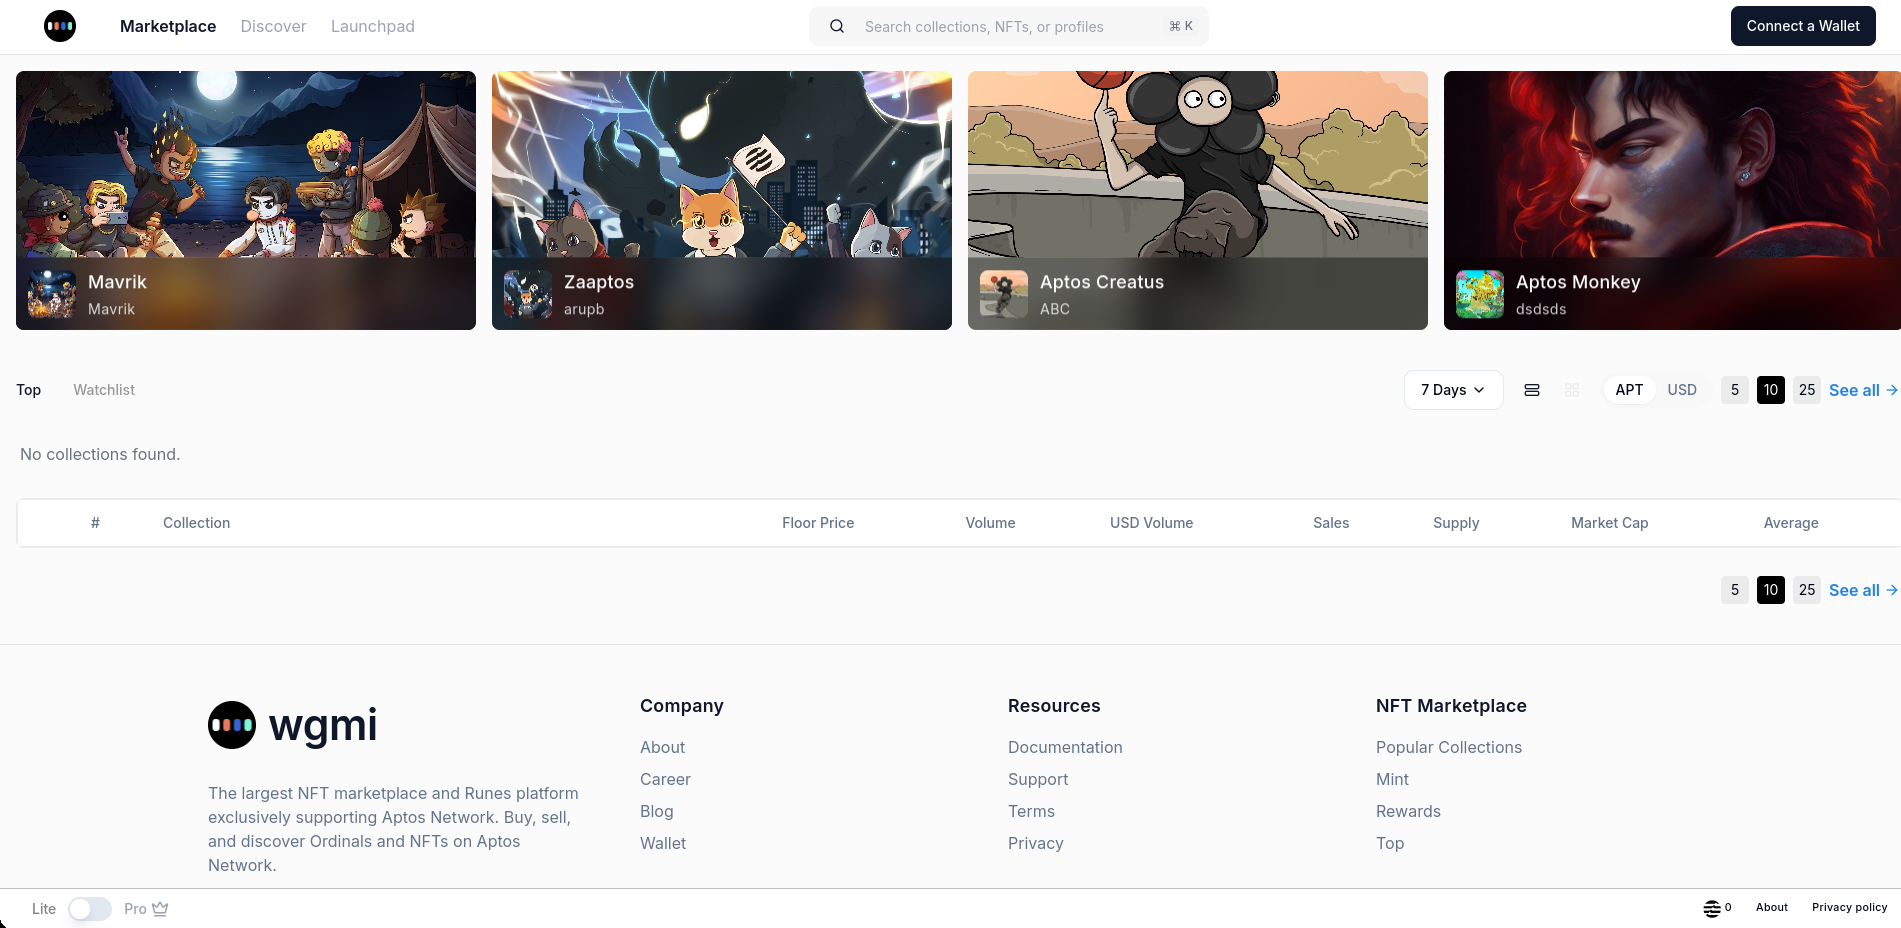 Marketplace Discover Launchpad Search collections, NFTs, or profiles ⌘ K Connect a Wallet
Mavrik
Mavrik
Zaaptos
arupb
Aptos Creatus
ABC
Aptos Monkey
dsdsds
Top Watchlist 7 Days APT USD 5 10 25 See all →
No collections found.
# Collection Floor Price Volume USD Volume Sales Supply Market Cap Average
5 10 25 See all →
wgmi
The largest NFT marketplace and Runes platform
exclusively supporting Aptos Network. Buy, sell,
and discover Ordinals and NFTs on Aptos
Network.
Company
About
Career
Blog
Wallet
Resources
Documentation
Support
Terms
Privacy
NFT Marketplace
Popular Collections
Mint
Rewards
Top
Lite Pro 0 About Privacy policy